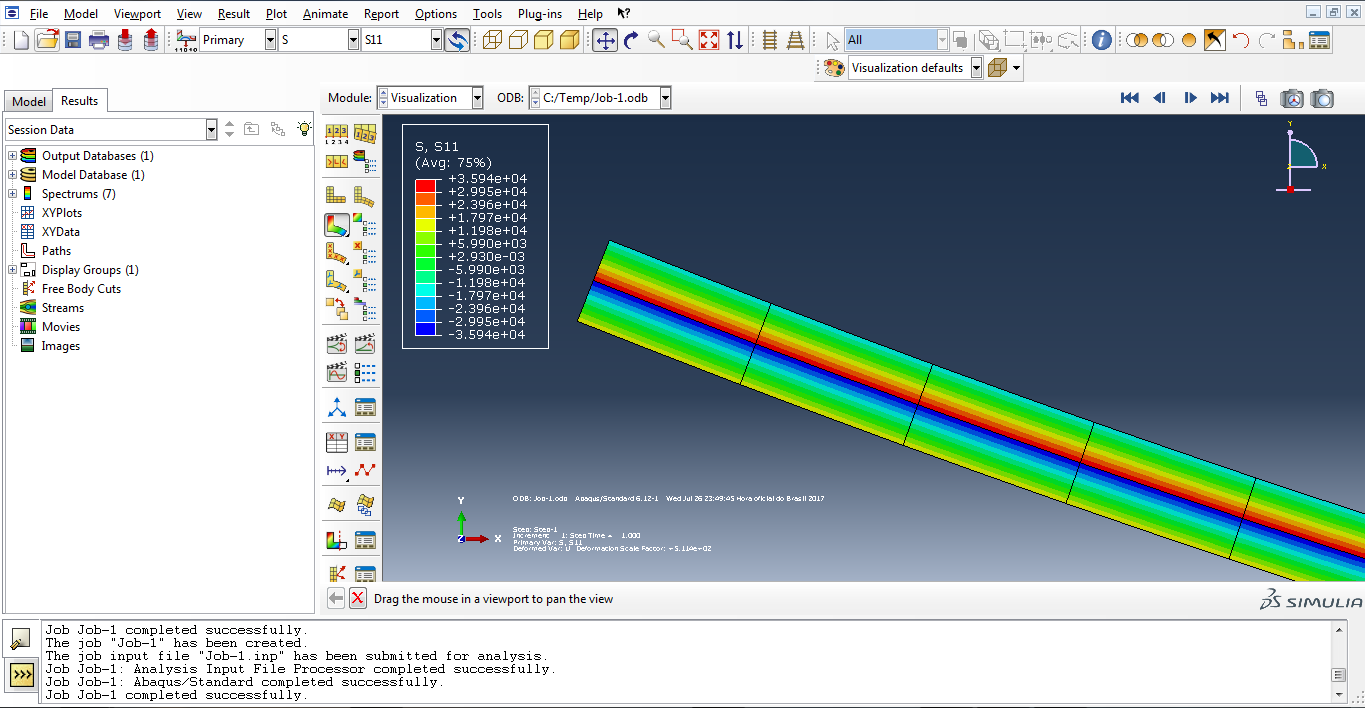 File Model Viewport View Result Plot Animate Report Options Tools Plug-ins Help
Primary S S11 All
Visualization defaults
Model Results
Module: Visualization ODB: C:/Temp/Job-1.odb
Session Data
Output Databases (1)
Model Database (1)
Spectrums (7)
XYPlots
XYData
Paths
Display Groups (1)
Free Body Cuts
Streams
Movies
Images
S, S11
(Avg: 75%)
+3.594e+04
+2.995e+04
+2.396e+04
+1.797e+04
+1.198e+04
+5.990e+03
+2.930e-03
-5.990e+03
-1.198e+04
-1.797e+04
-2.396e+04
-2.995e+04
-3.594e+04
Y
X
Z
Y
X
Z
ODB: Job-1.odb Abaqus/Standard 6.12-1 Wed Jul 26 23:49:45 Hora oficial do Brasil 2017
Step: Step-1
Increment 1: Step Time = 1.000
Primary Var: S, S11
Deformed Var: U Deformation Scale Factor: +5.114e+02
Drag the mouse in a viewport to pan the view
SIMULIA
Job Job-1 completed successfully.
The job "Job-1" has been created.
The job input file "Job-1.inp" has been submitted for analysis.
Job Job-1: Analysis Input File Processor completed successfully.
Job Job-1: Abaqus/Standard completed successfully.
Job Job-1 completed successfully.